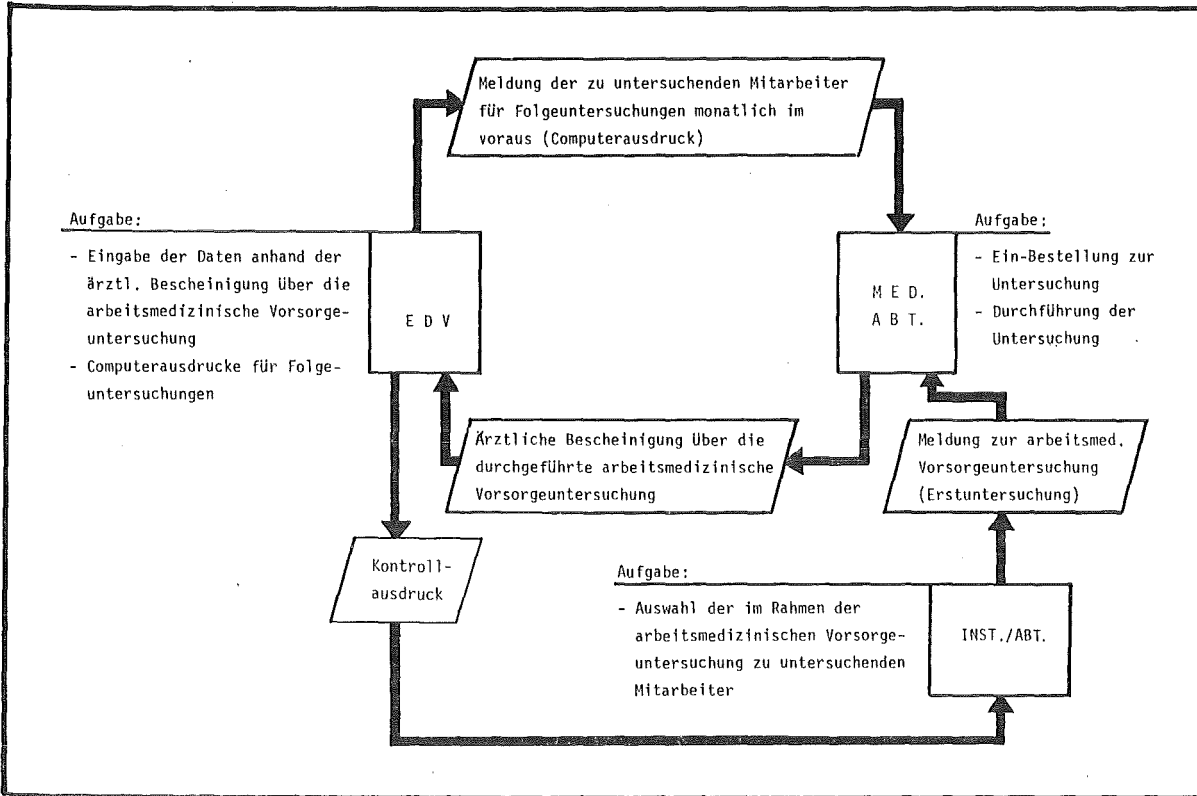 Meldung der zu untersuchenden Mitarbeiter
für Folgeuntersuchungen monatlich im
voraus (Computerausdruck)
Aufgabe:
- Eingabe der Daten anhand der
ärztl. Bescheinigung Über die
arbeitsmedizinische Vorsorge-
untersuchung
- Computerausdrucke für Folge-
untersuchungen
E D V
M E D.
A B T.
Aufgabe:
- Ein-Bestellung zur
Untersuchung
- Durchführung der
Untersuchung
Ärztliche Bescheinigung Über die
durchgeführte arbeitsmedizinische
Vorsorgeuntersuchung
Meldung zur arbeitsmed.
Vorsorgeuntersuchung
(Erstuntersuchung)
Kontroll-
ausdruck
Aufgabe:
- Auswahl der im Rahmen der
arbeitsmedizinischen Vorsorge-
untersuchung zu untersuchenden
Mitarbeiter
INST./ABT.